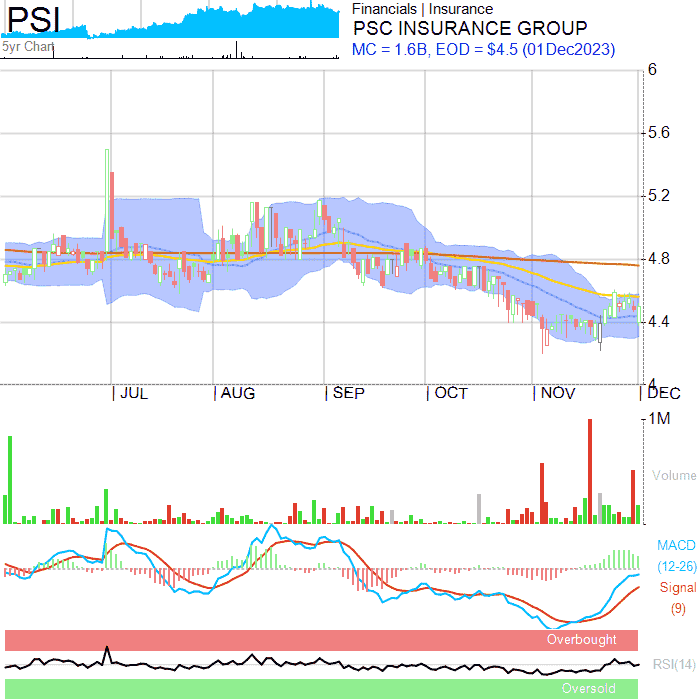 PSI
5yr Chart
Financials | Insurance
PSC INSURANCE GROUP
MC = 1.6B, EOD = $4.5 (01Dec2023)
6
5.6
5.2
4.8
4.4
4
JUL AUG SEP OCT NOV DEC
1M
Volume
MACD
(12-26)
Signal
(9)
Overbought
RSI(14)
Oversold